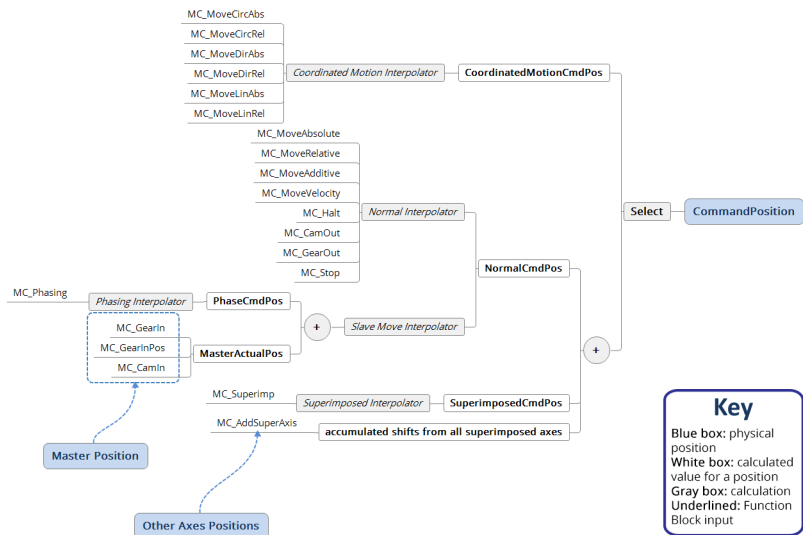 MC_MoveCircAbs
MC_MoveCircRel
MC_MoveDirAbs
MC_MoveDirRel
MC_MoveLinAbs
MC_MoveLinRel
Coordinated Motion Interpolator
CoordinatedMotionCmdPos
MC_MoveAbsolute
MC_MoveRelative
MC_MoveAdditive
MC_MoveVelocity
MC_Halt
MC_CamOut
MC_GearOut
MC_Stop
Normal Interpolator
NormalCmdPos
Select
CommandPosition
MC_Phasing
Phasing Interpolator
PhaseCmdPos
MC_GearIn
MC_GearInPos
MC_CamIn
MasterActualPos
+
Slave Move Interpolator
+
MC_SuperImp
Superimposed Interpolator
SuperimposedCmdPos
MC_AddSuperAxis
accumulated shifts from all superimposed axes
Master Position
Other Axes Positions
Key
Blue box: physical
position
White box: calculated
value for a position
Gray box: calculation
Underlined: Function
Block input